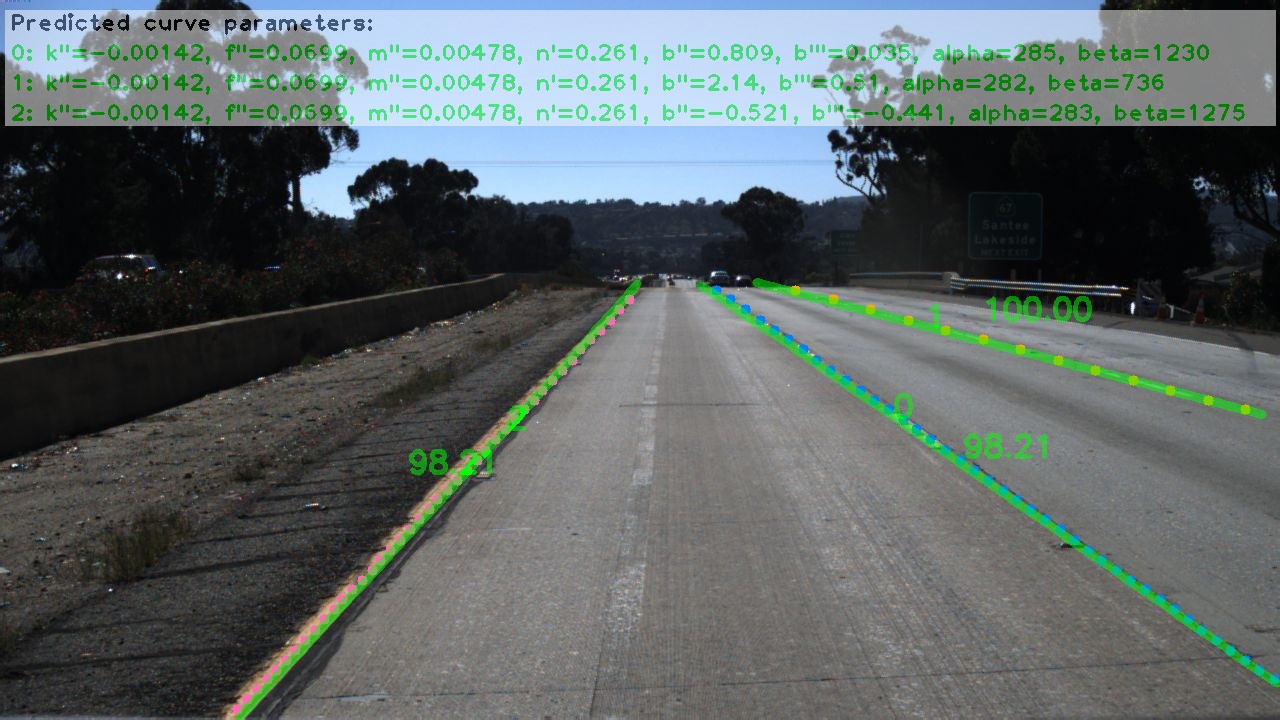 Predicted curve parameters:
0: k"=-0.00142, f"=0.0699, m"=0.00478, n'=0.261, b"=0.809, b'''=0.035, alpha=285, beta=1230
1: k"=-0.00142, f"=0.0699, m"=0.00478, n'=0.261, b"=2.14, b'''=0.51, alpha=282, beta=736
2: k"=-0.00142, f"=0.0699, m"=0.00478, n'=0.261, b"=-0.521, b'''=-0.441, alpha=283, beta=1275
67
Santee
Lakeside
NEXT EXIT
1 100.00
0
98.21
2
98.21